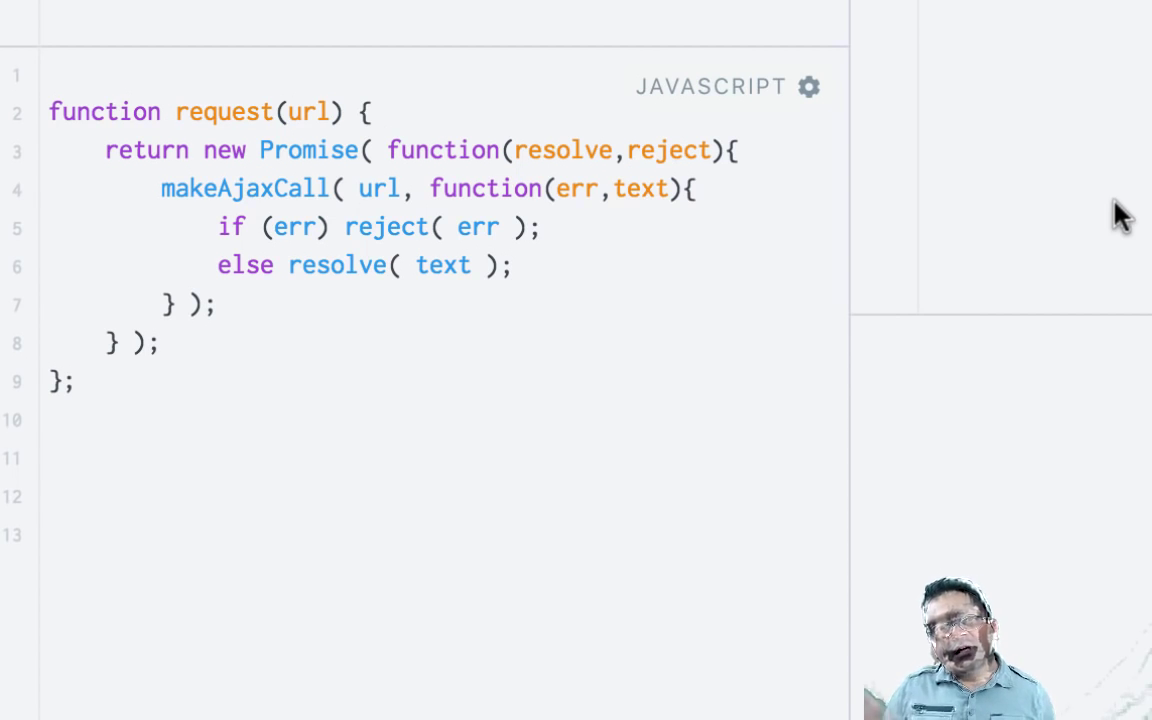 JAVASCRIPT
1
2 function request(url) {
3 return new Promise( function(resolve,reject){
4 makeAjaxCall( url, function(err,text){
5 if (err) reject( err );
6 else resolve( text );
7 } );
8 } );
9 };
10
11
12
13